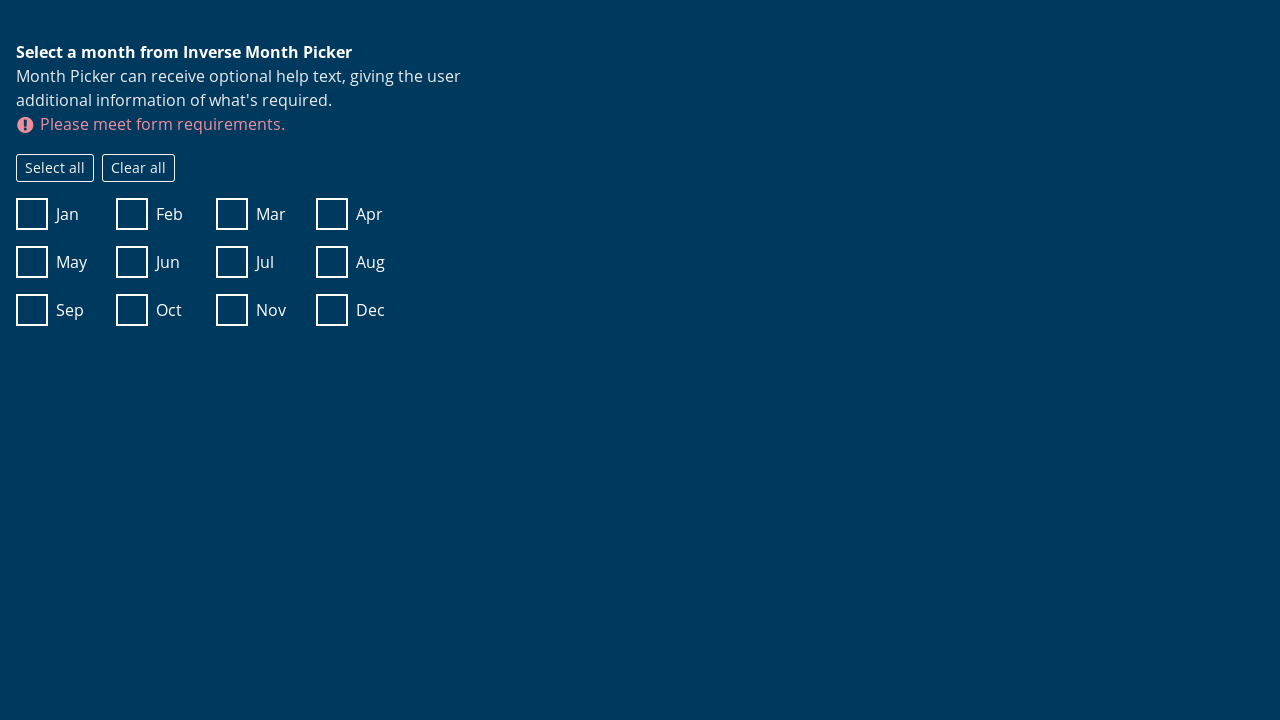 Select a month from Inverse Month Picker
Month Picker can receive optional help text, giving the user
additional information of what's required.
Please meet form requirements.
Select all Clear all
Jan Feb Mar Apr
May Jun Jul Aug
Sep Oct Nov Dec